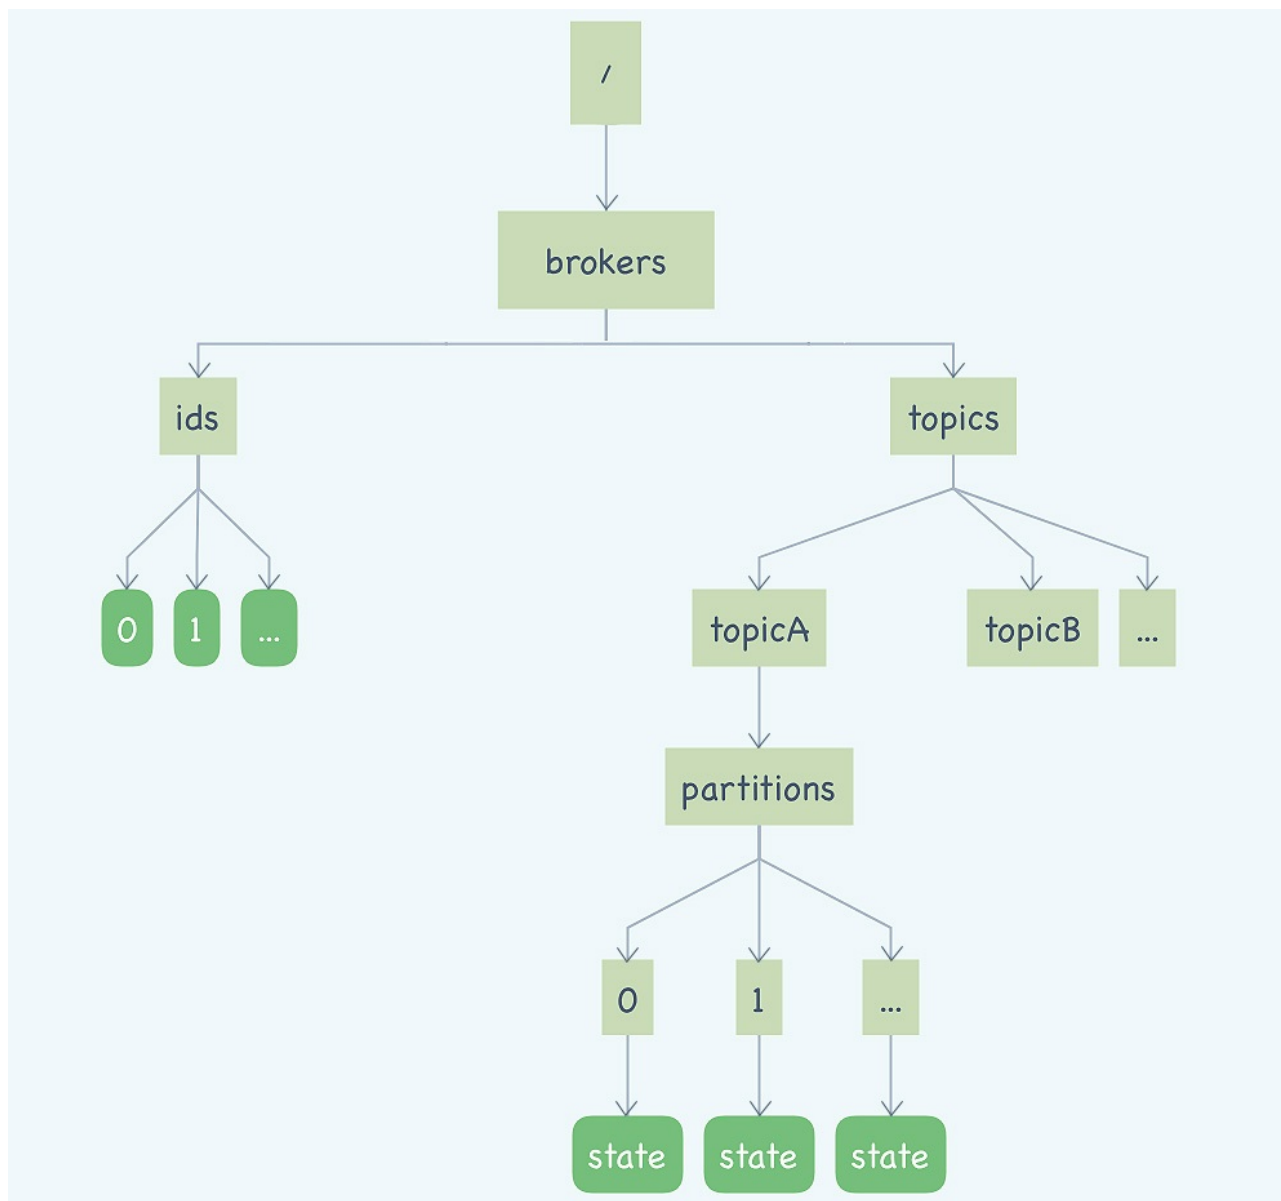 /
brokers
ids
topics
0
1
...
topicA
topicB
...
partitions
0
1
...
state
state
state